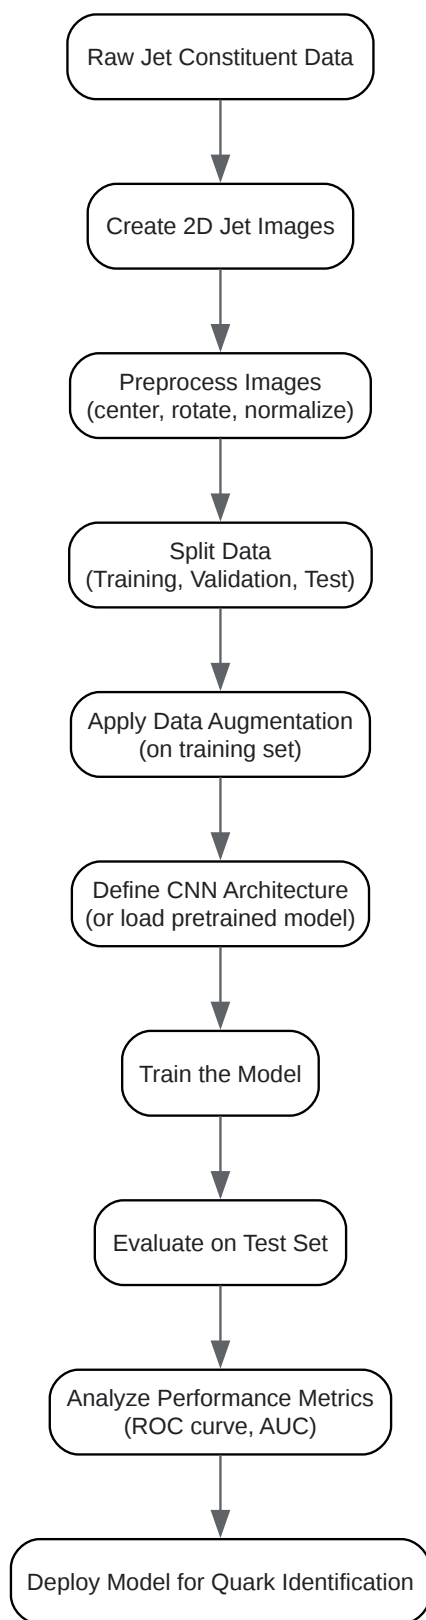 Raw Jet Constituent Data
Create 2D Jet Images
Preprocess Images
(center, rotate, normalize)
Split Data
(Training, Validation, Test)
Apply Data Augmentation
(on training set)
Define CNN Architecture
(or load pretrained model)
Train the Model
Evaluate on Test Set
Analyze Performance Metrics
(ROC curve, AUC)
Deploy Model for Quark Identification